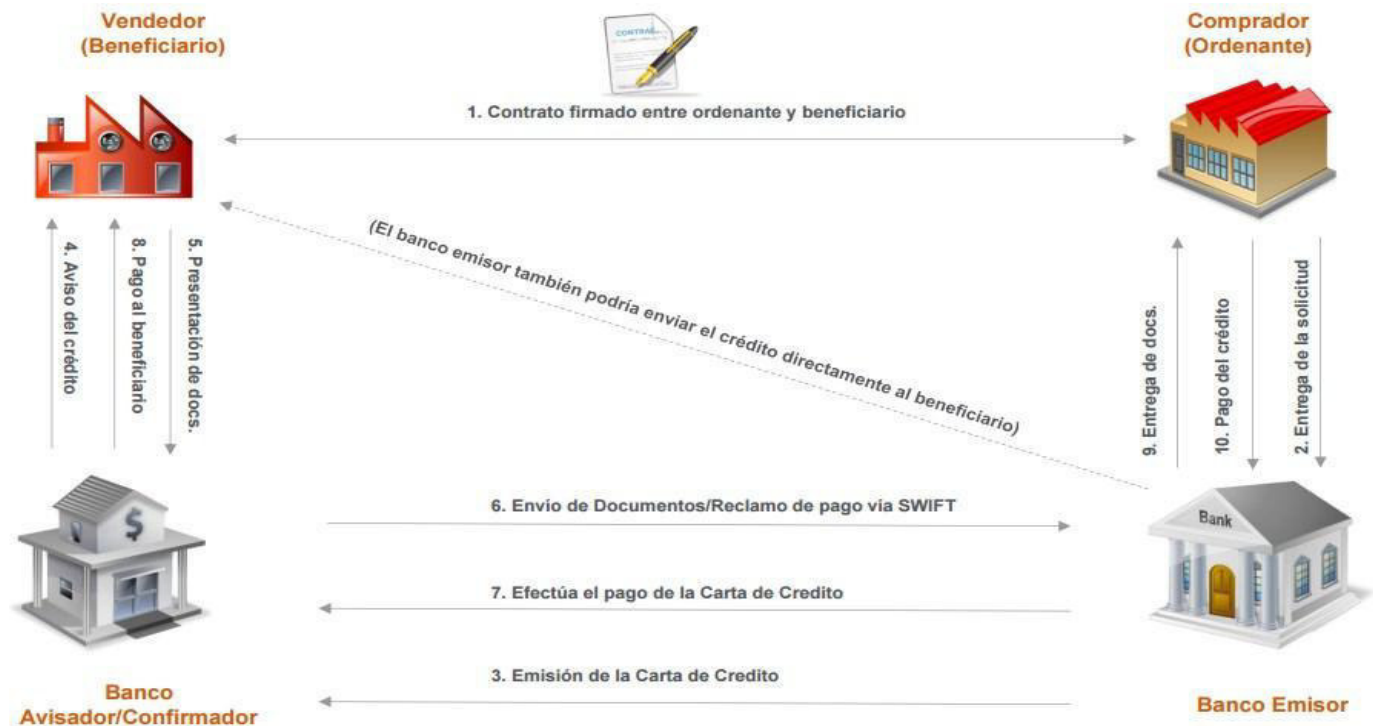 Vendedor
(Beneficiario)
CONTRAC
Comprador
(Ordenante)
1. Contrato firmado entre ordenante y beneficiario
4. Aviso del crédito
8. Pago al beneficiario
5. Presentación de docs.
(El banco emisor también podría enviar el crédito directamente al beneficiario)
9. Entrega de docs.
10. Pago del crédito
2. Entrega de la solicitud
$
6. Envío de Documentos/Reclamo de pago via SWIFT
Bank
7. Efectúa el pago de la Carta de Credito
3. Emisión de la Carta de Credito
Banco
Avisador/Confirmador
Banco Emisor